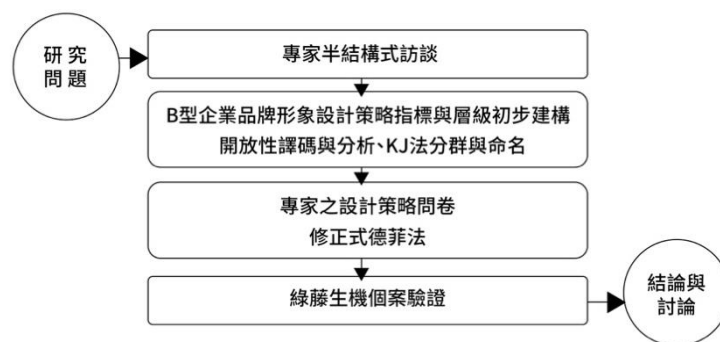 研 究
問 題
專家半結構式訪談
B型企業品牌形象設計策略指標與層級初步建構
開放性譯碼與分析、KJ法分群與命名
專家之設計策略問卷
修正式德菲法
綠藤生機個案驗證
結論與
討論